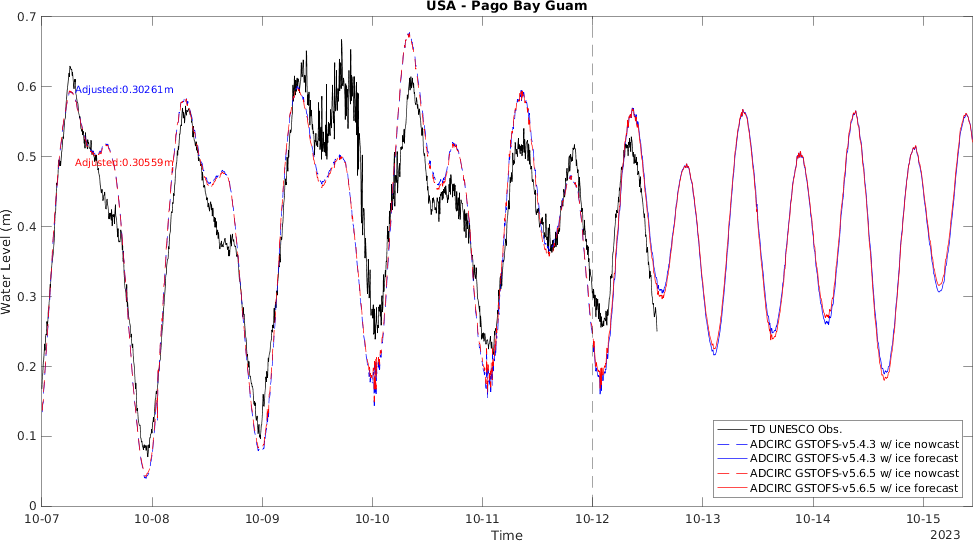 USA - Pago Bay Guam
0.7
0.6
0.5
0.4
0.3
0.2
0.1
0
Water Level (m)
Adjusted:0.30261m
Adjusted:0.30559m
TD UNESCO Obs.
ADCIRC GSTOFS-v5.4.3 w/ ice nowcast
ADCIRC GSTOFS-v5.4.3 w/ ice forecast
ADCIRC GSTOFS-v5.6.5 w/ ice nowcast
ADCIRC GSTOFS-v5.6.5 w/ ice forecast
10-07 10-08 10-09 10-10 10-11 10-12 10-13 10-14 10-15
Time
2023